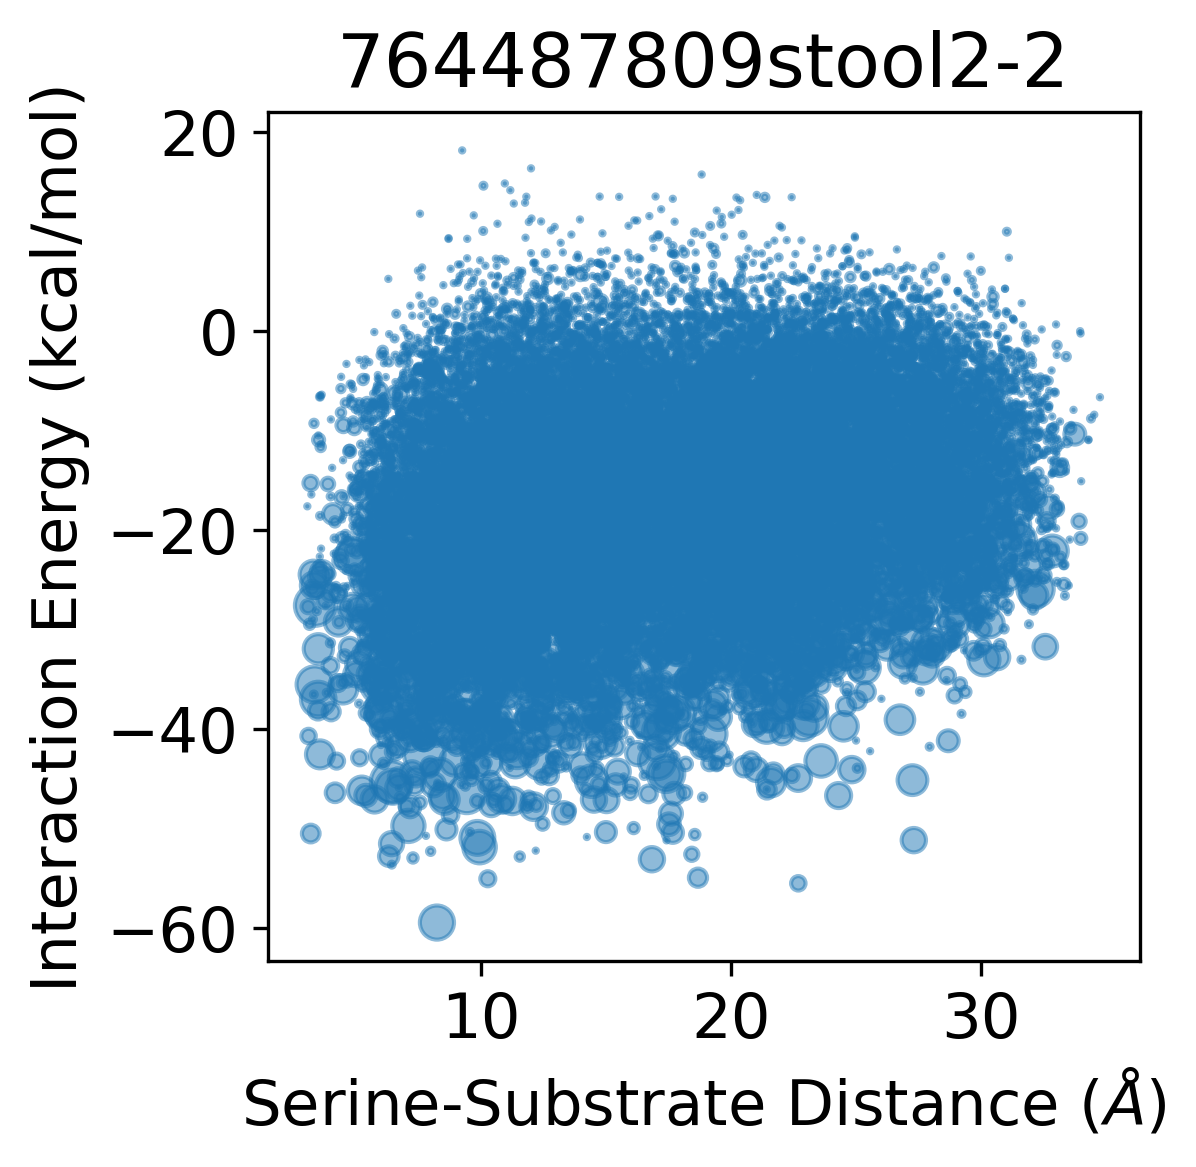 764487809stool2-2
Interaction Energy (kcal/mol)
20
0
−20
−40
−60
10 20 30
Serine-Substrate Distance (Å)